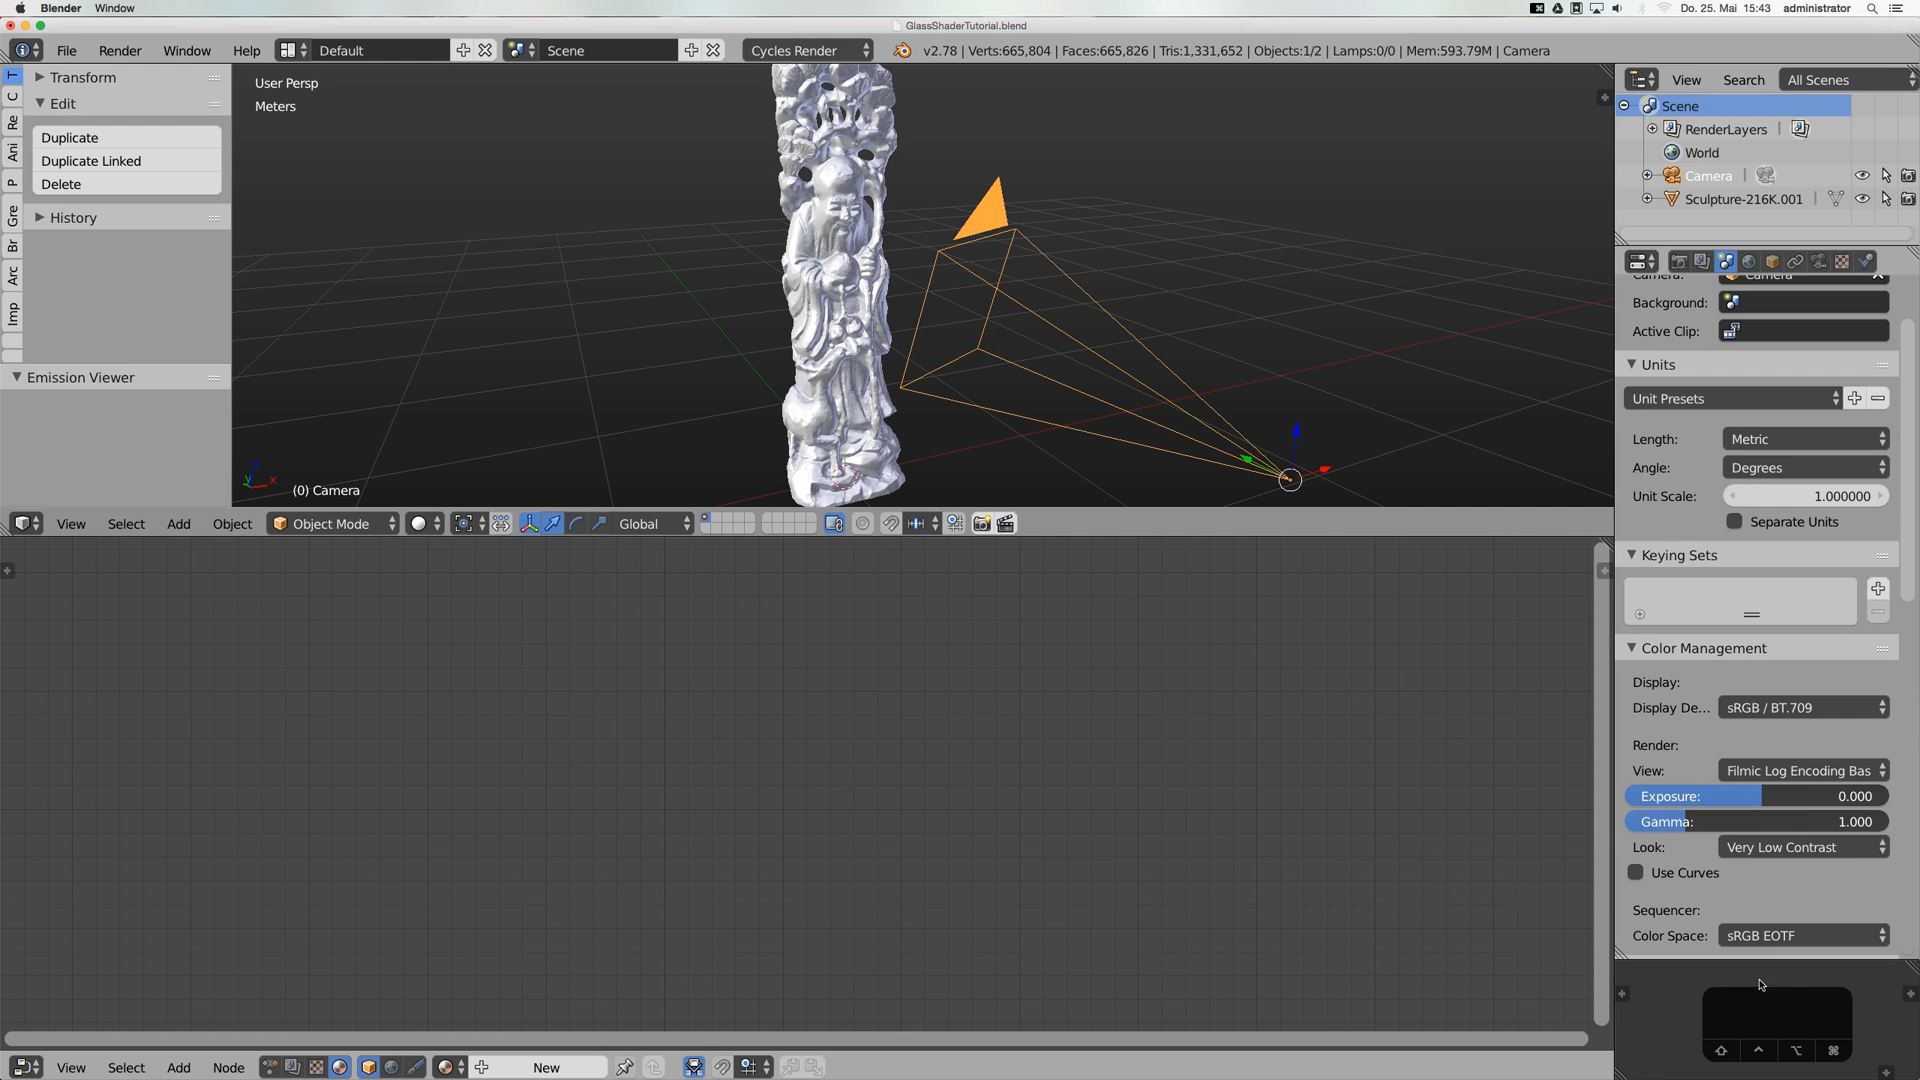 Blender Window
Do. 25. Mai 15:43 administrator
GlassShaderTutorial.blend
File Render Window Help Default Scene Cycles Render v2.78 | Verts:665,804 | Faces:665,826 | Tris:1,331,652 | Objects:1/2 | Lamps:0/0 | Mem:593.79M | Camera
T
C
Re
Ani
P
Gre
Br
Arc
Imp
Transform
Edit
Duplicate
Duplicate Linked
Delete
History
Emission Viewer
User Persp
Meters
(0) Camera
View Select Add Object Object Mode Global
View Search All Scenes
Scene
RenderLayers
World
Camera
Sculpture-216K.001
Camera: Camera
Background:
Active Clip:
Units
Unit Presets
Length: Metric
Angle: Degrees
Unit Scale: 1.000000
Separate Units
Keying Sets
Color Management
Display:
Display De... sRGB / BT.709
Render:
View: Filmic Log Encoding Bas
Exposure: 0.000
Gamma: 1.000
Look: Very Low Contrast
Use Curves
Sequencer:
Color Space: sRGB EOTF
View Select Add Node New